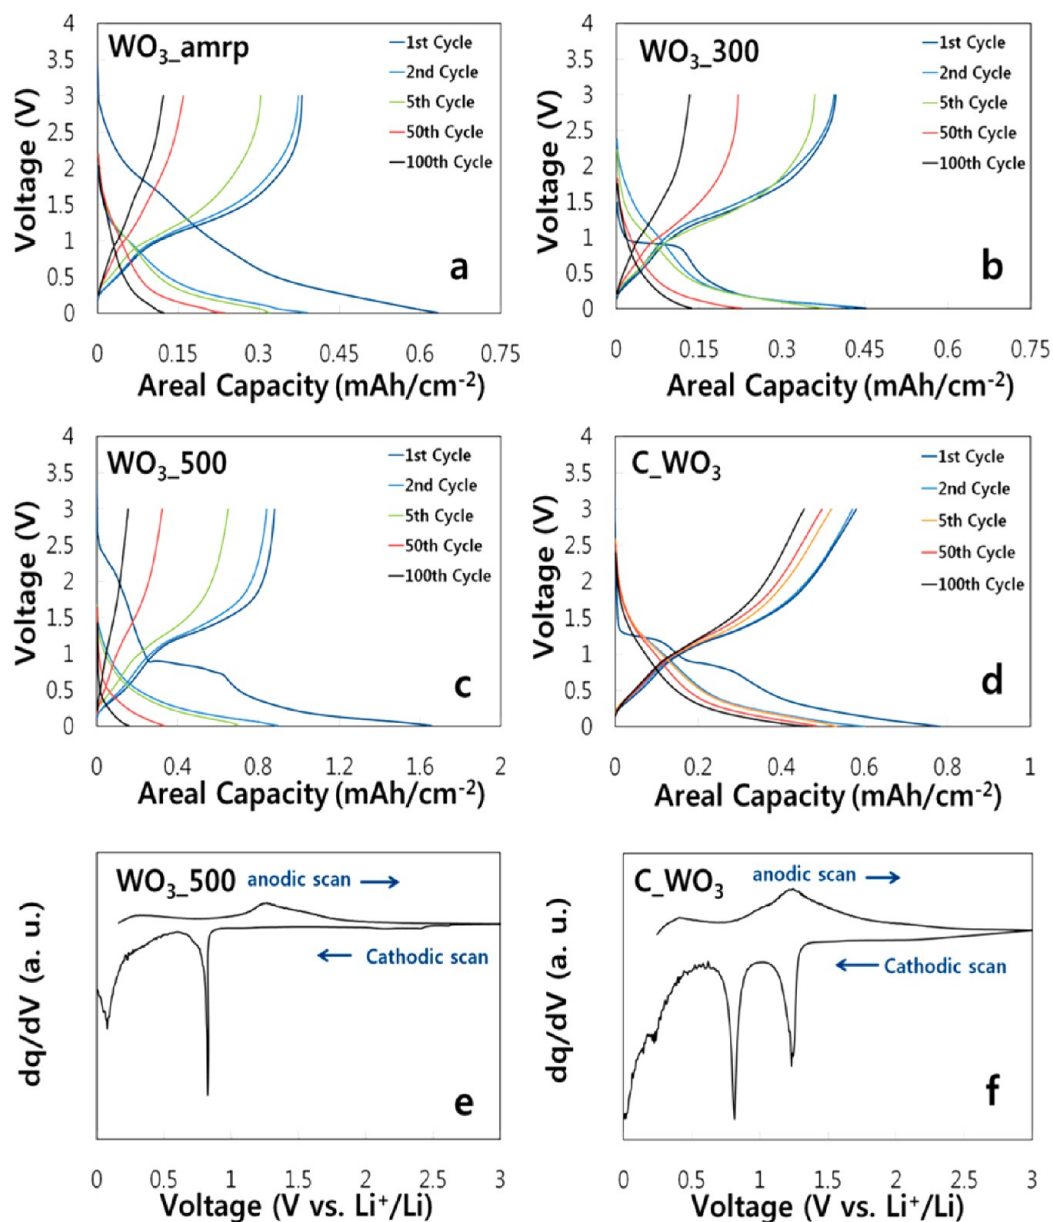 WO₃_amrp
1st Cycle
2nd Cycle
5th Cycle
50th Cycle
100th Cycle
Voltage (V)
4
3.5
3
2.5
2
1.5
1
0.5
0
a
0 0.15 0.3 0.45 0.6 0.75
Areal Capacity (mAh/cm⁻²)
WO₃_300
1st Cycle
2nd Cycle
5th Cycle
50th Cycle
100th Cycle
Voltage (V)
4
3.5
3
2.5
2
1.5
1
0.5
0
b
0 0.15 0.3 0.45 0.6 0.75
Areal Capacity (mAh/cm⁻²)
WO₃_500
1st Cycle
2nd Cycle
5th Cycle
50th Cycle
100th Cycle
Voltage (V)
4
3.5
3
2.5
2
1.5
1
0.5
0
c
0 0.4 0.8 1.2 1.6 2
Areal Capacity (mAh/cm⁻²)
C_WO₃
1st Cycle
2nd Cycle
5th Cycle
50th Cycle
100th Cycle
Voltage (V)
4
3.5
3
2.5
2
1.5
1
0.5
0
d
0 0.2 0.4 0.6 0.8 1
Areal Capacity (mAh/cm⁻²)
WO₃_500
anodic scan
Cathodic scan
dq/dV (a. u.)
e
0 0.5 1 1.5 2 2.5 3
Voltage (V vs. Li⁺/Li)
C_WO₃
anodic scan
Cathodic scan
dq/dV (a. u.)
f
0 0.5 1 1.5 2 2.5 3
Voltage (V vs. Li⁺/Li)